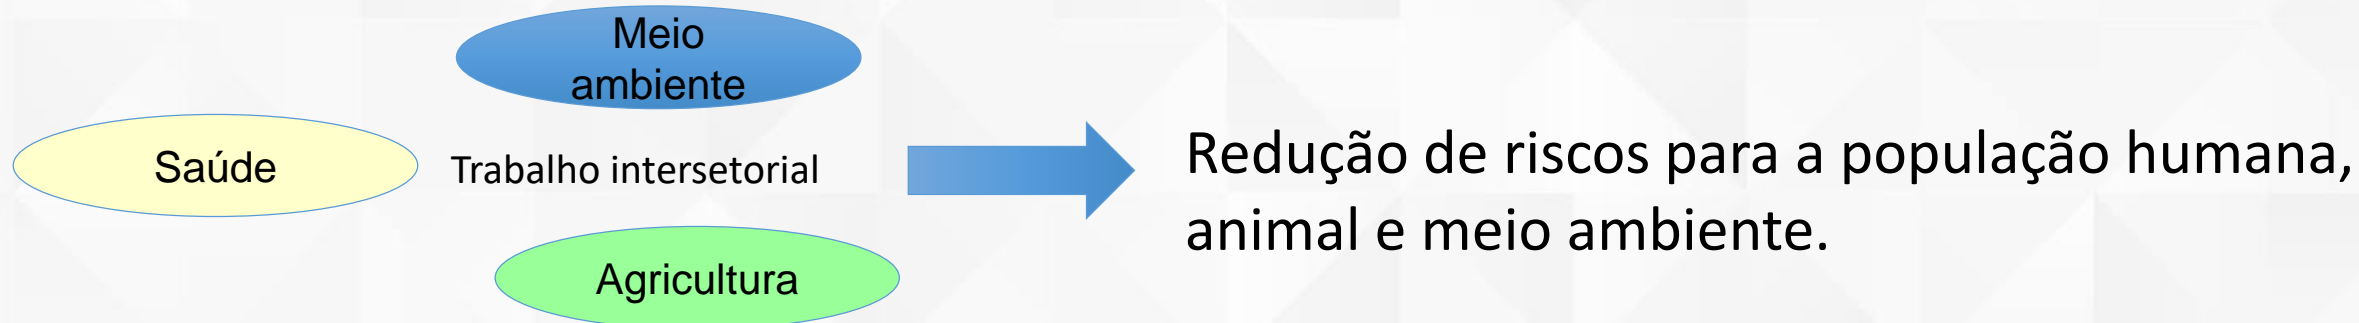 Meio
ambiente
Saúde
Trabalho intersetorial
Agricultura
Redução de riscos para a população humana,
animal e meio ambiente.